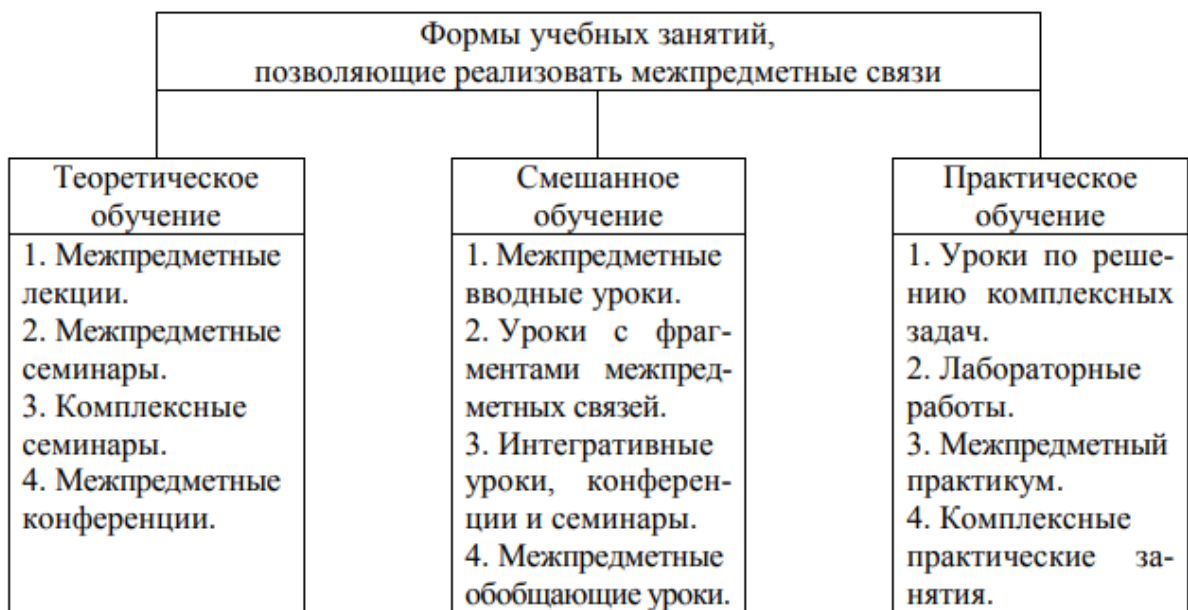 Формы учебных занятий,
позволяющие реализовать межпредметные связи
Теоретическое
обучение
1. Межпредметные
лекции.
2. Межпредметные
семинары.
3. Комплексные
семинары.
4. Межпредметные
конференции.
Смешанное
обучение
1. Межпредметные
вводные уроки.
2. Уроки с фраг-
ментами межпред-
метных связей.
3. Интегративные
уроки, конферен-
ции и семинары.
4. Межпредметные
обобщающие уроки.
Практическое
обучение
1. Уроки по реше-
нию комплексных
задач.
2. Лабораторные
работы.
3. Межпредметный
практикум.
4. Комплексные
практические за-
нятия.